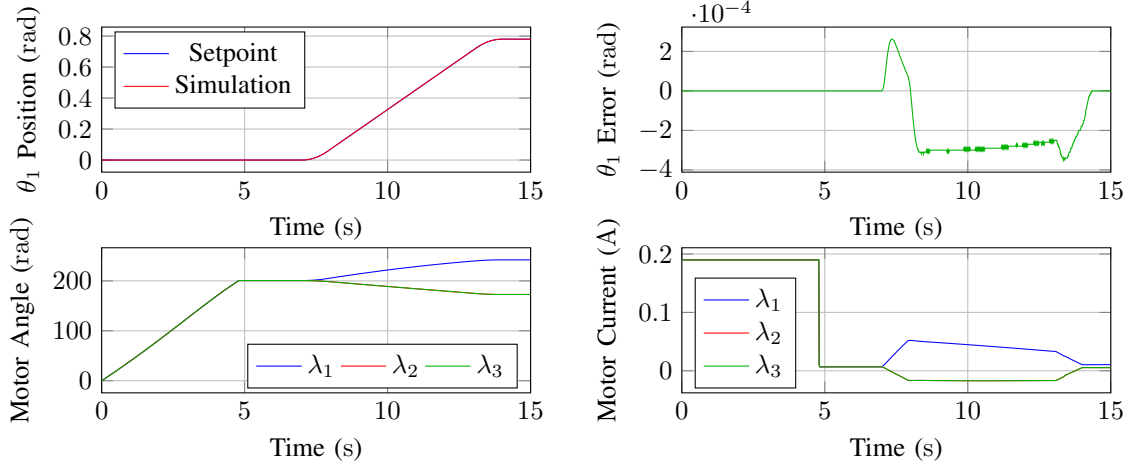 θ₁ Position (rad)
0.8
0.6
0.4
0.2
0
Setpoint
Simulation
0 5 10 15
Time (s)
·10⁻⁴
θ₁ Error (rad)
2
0
−2
−4
0 5 10 15
Time (s)
Motor Angle (rad)
200
100
0
λ₁ λ₂ λ₃
0 5 10 15
Time (s)
Motor Current (A)
0.2
0.1
0
λ₁
λ₂
λ₃
0 5 10 15
Time (s)